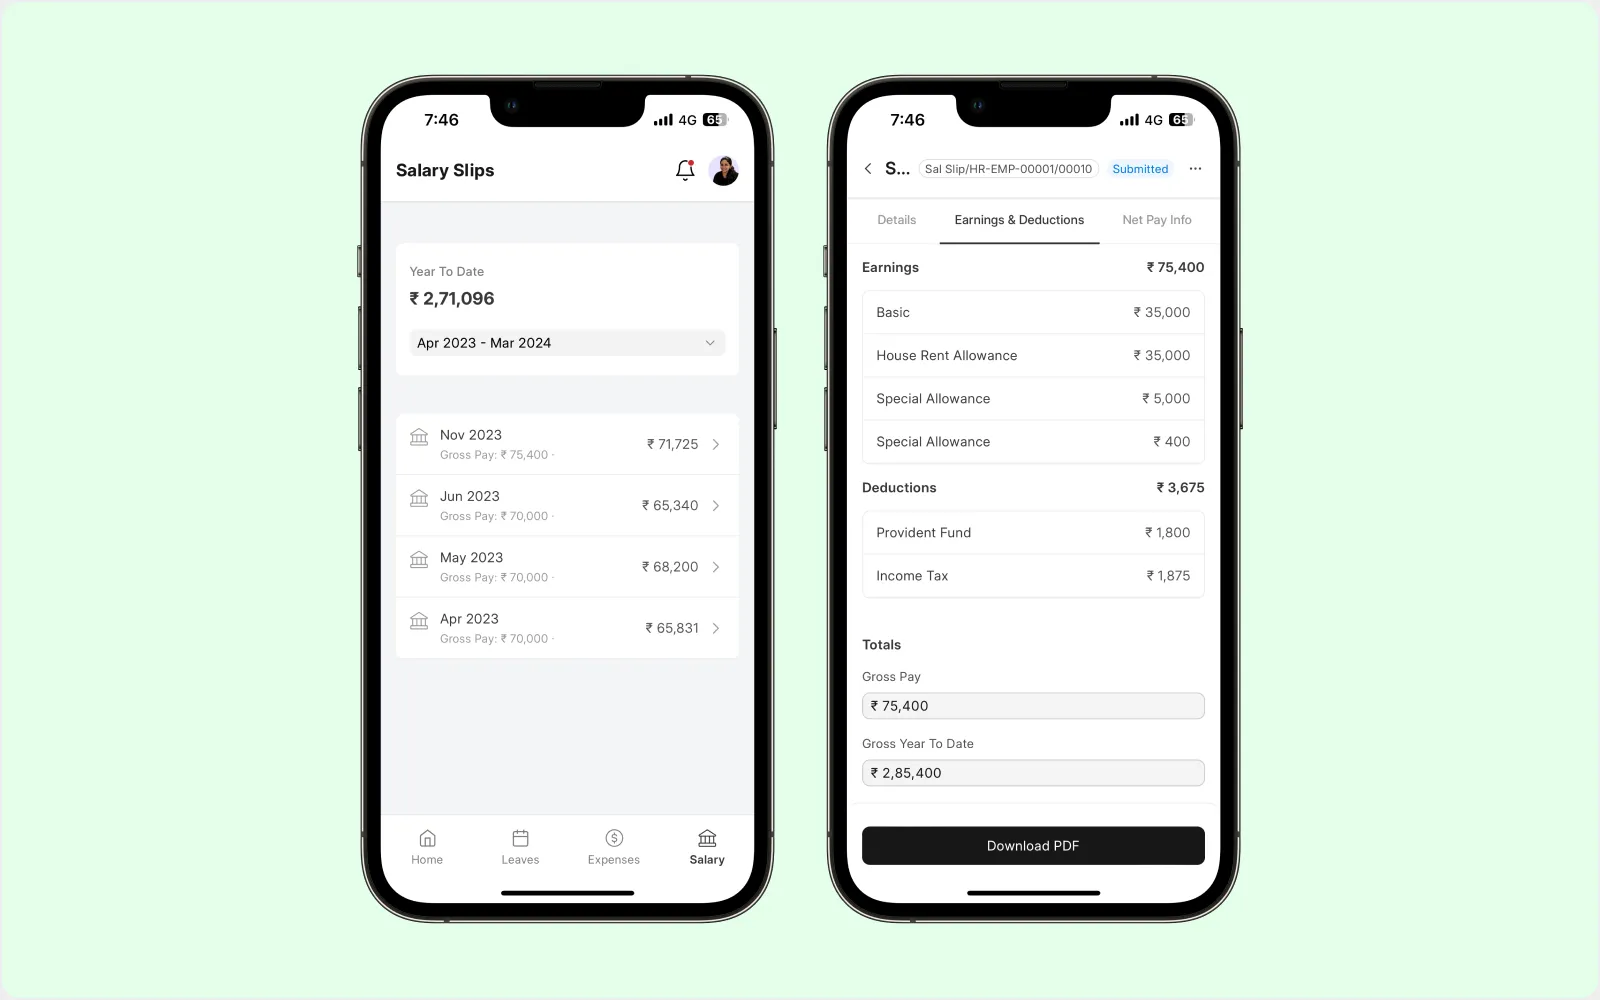 7:46
4G 65
Salary Slips
Year To Date
₹ 2,71,096
Apr 2023 - Mar 2024
Nov 2023
Gross Pay: ₹ 75,400 ·
₹ 71,725
Jun 2023
Gross Pay: ₹ 70,000 ·
₹ 65,340
May 2023
Gross Pay: ₹ 70,000 ·
₹ 68,200
Apr 2023
Gross Pay: ₹ 70,000 ·
₹ 65,831
Home Leaves Expenses Salary
7:46
4G 65
S... Sal Slip/HR-EMP-00001/00010 Submitted ...
Details Earnings & Deductions Net Pay Info
Earnings ₹ 75,400
Basic ₹ 35,000
House Rent Allowance ₹ 35,000
Special Allowance ₹ 5,000
Special Allowance ₹ 400
Deductions ₹ 3,675
Provident Fund ₹ 1,800
Income Tax ₹ 1,875
Totals
Gross Pay
₹ 75,400
Gross Year To Date
₹ 2,85,400
Download PDF